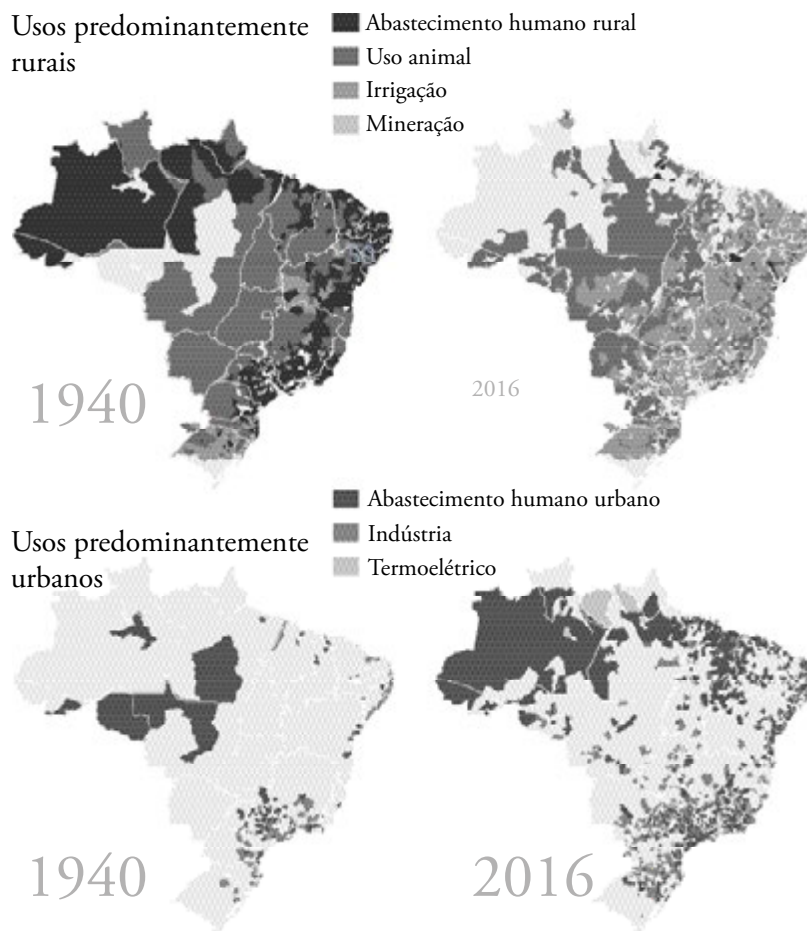 Usos predominantemente
rurais
Abastecimento humano rural
Uso animal
Irrigação
Mineração
1940
2016
Usos predominantemente
urbanos
Abastecimento humano urbano
Indústria
Termoelétrico
1940
2016